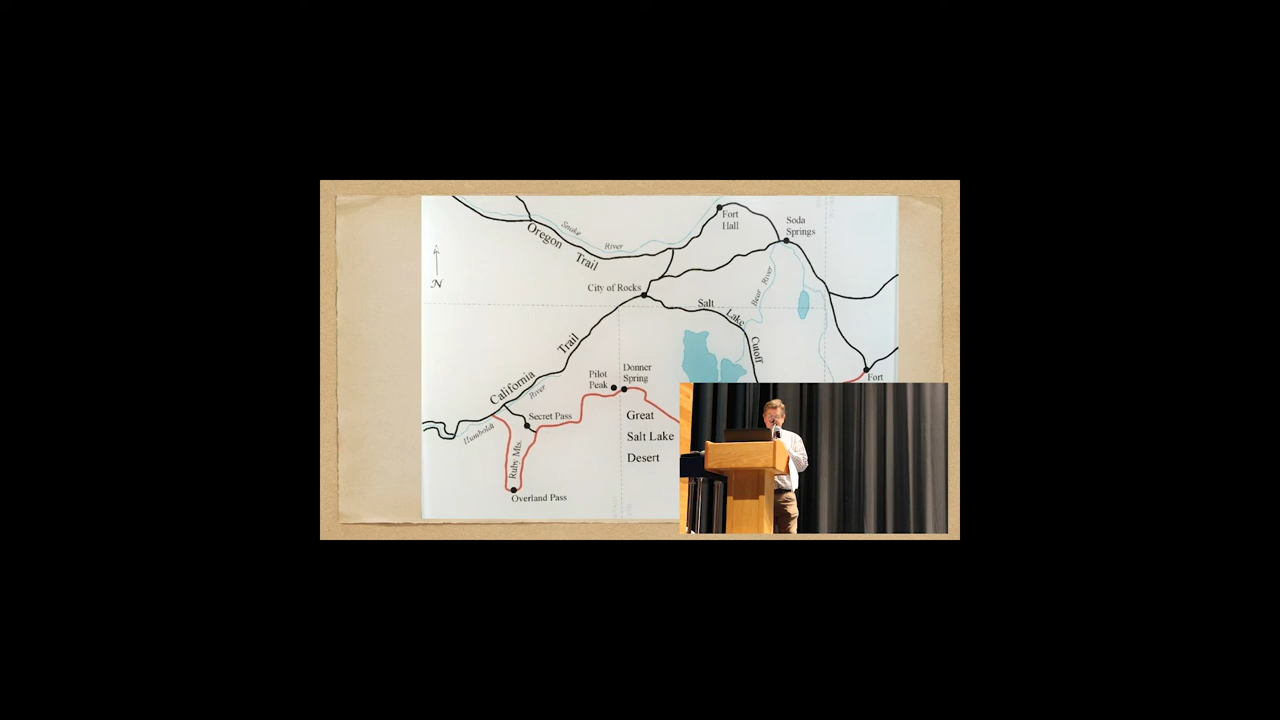 Fort
Hall
Soda
Springs
Snake
River
Oregon
Trail
N
City of Rocks
Bear River
Salt
Lake
Cutoff
Trail
California
River
Humboldt
Pilot
Peak
Donner
Spring
Fort
Secret Pass
Great
Salt Lake
Desert
Ruby Mts.
Overland Pass